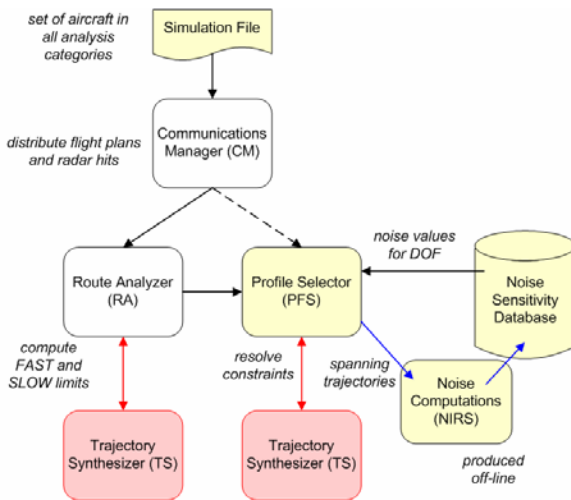 set of aircraft in
all analysis
categories
Simulation File
Communications
Manager (CM)
distribute flight plans
and radar hits
noise values
for DOF
Route Analyzer
(RA)
Profile Selector
(PFS)
Noise
Sensitivity
Database
compute
FAST and
SLOW limits
resolve
constraints
spanning
trajectories
Noise
Computations
(NIRS)
Trajectory
Synthesizer (TS)
Trajectory
Synthesizer (TS)
produced
off-line